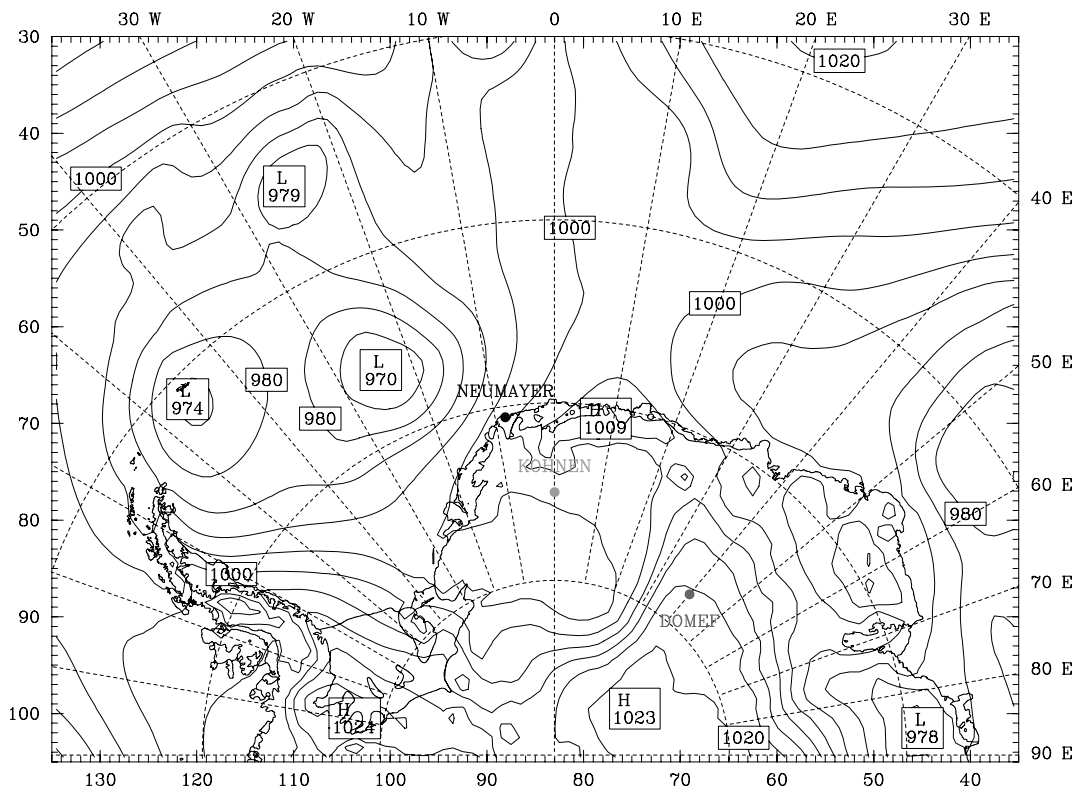 30 W 20 W 10 W 0 10 E 20 E 30 E
30
1020
40
1000
L
979
40 E
50
1000
1000
60
L
970
50 E
980
L
974
980
NEUMAYER
H
1009
70
KOHNEN
60 E
980
80
1000
70 E
DOMEF
90
80 E
H
1023
H
1024
100
L
978
1020
90 E
130 120 110 100 90 80 70 60 50 40